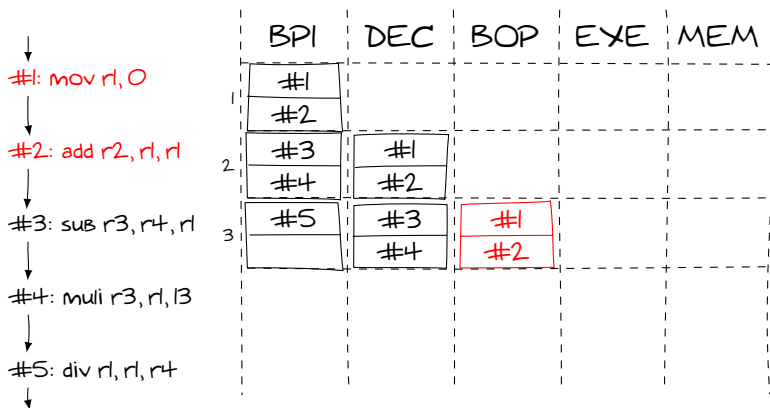 BPI DEC BOP EXE MEM
#1: mov r1, 0
#2: add r2, r1, r1
#3: sub r3, r4, r1
#4: muli r3, r1, 13
#5: div r1, r1, r4
1
#1
#2
2
#3 #1
#4 #2
3
#5 #3 #1
#4 #2